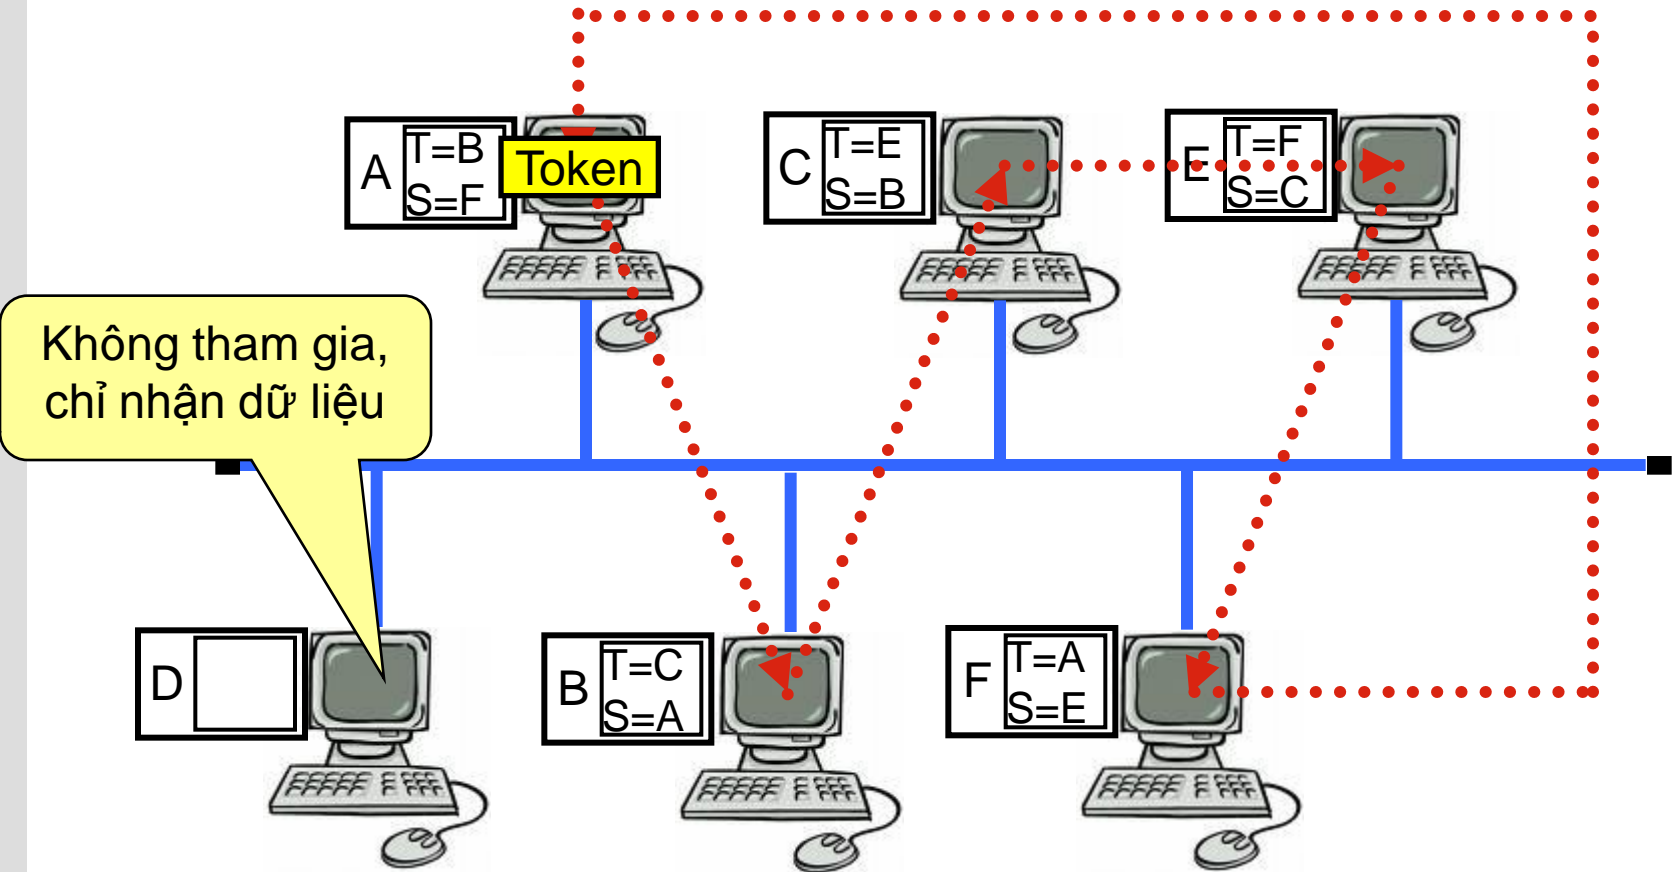 A
T=B
S=F
Token
C
T=E
S=B
E
T=F
S=C
Không tham gia,
chỉ nhận dữ liệu
D
B
T=C
S=A
F
T=A
S=E